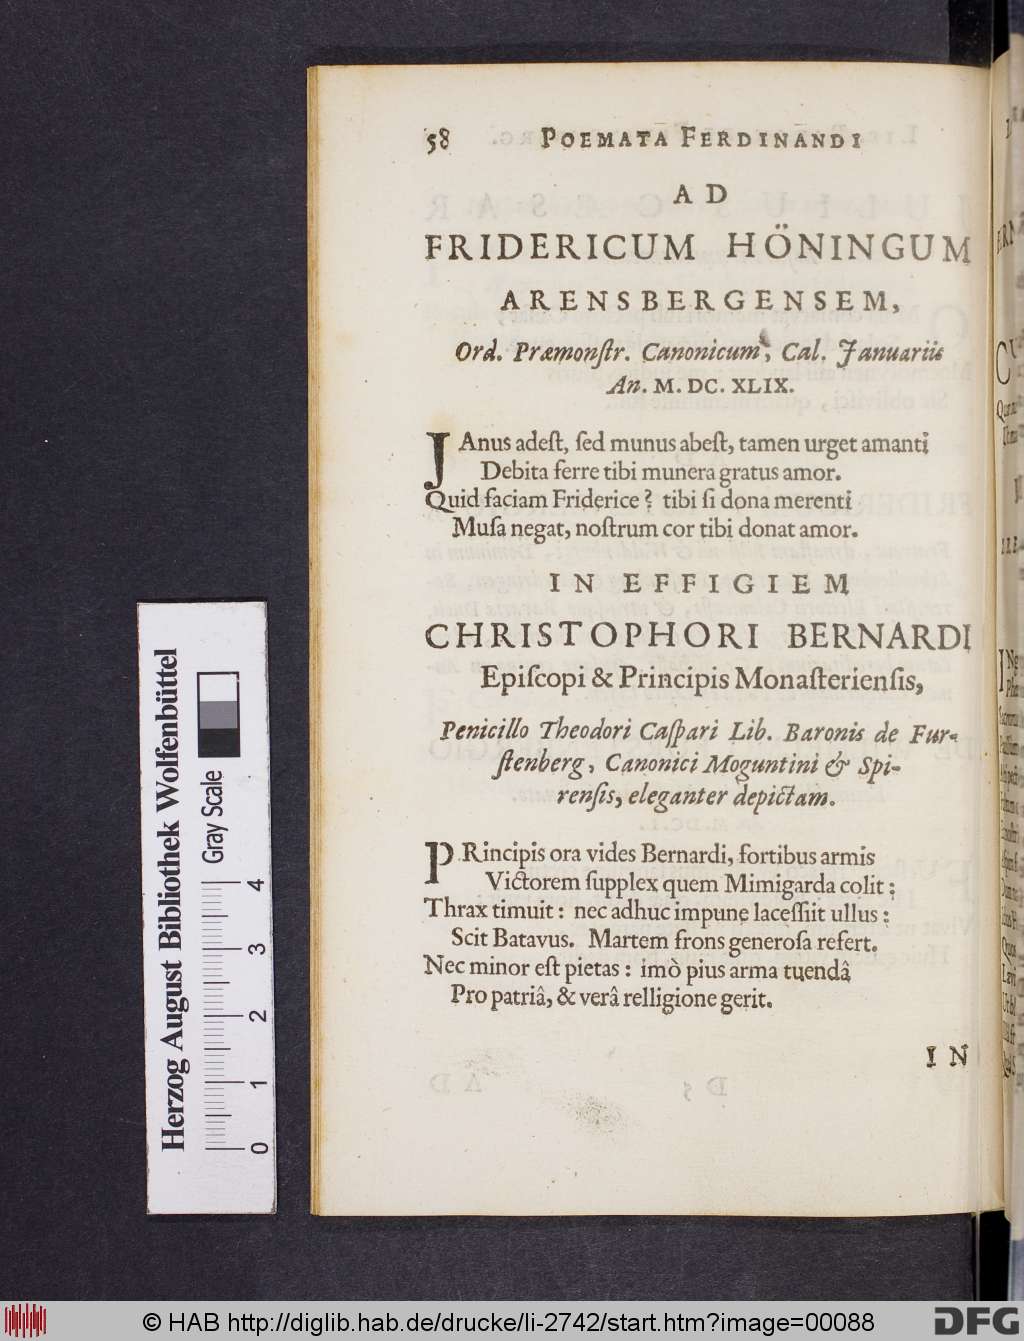 58 POEMATA FERDINANDI
AD
FRIDERICUM HÖNINGUM
ARENSBERGENSEM,
Ord. Præmonſtr. Canonicum, Cal. Januariis
An. M. DC. XLIX.
JAnus adeſt, ſed munus abeſt, tamen urget amanti
Debita ferre tibi munera gratus amor.
Quid faciam Friderice? tibi ſi dona merenti
Muſa negat, noſtrum cor tibi donat amor.
IN EFFIGIEM
CHRISTOPHORI BERNARDI
Epiſcopi & Principis Monaſterienſis,
Penicillo Theodori Caſpari Lib. Baronis de Fur-
ſtenberg, Canonici Moguntini & Spi-
renſis, eleganter depictam.
PRincipis ora vides Bernardi, fortibus armis
Victorem ſupplex quem Mimigarda colit:
Thrax timuit: nec adhuc impune laceſſiit ullus:
Scit Batavus. Martem frons generoſa refert.
Nec minor eſt pietas: imò pius arma tuendâ
Pro patriâ, & verâ relligione gerit.
IN
Herzog August Bibliothek Wolfenbüttel
Gray Scale
0 1 2 3 4
© HAB http://diglib.hab.de/drucke/li-2742/start.htm?image=00088
DFG